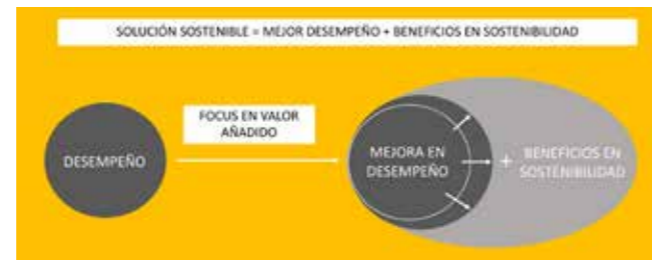 SOLUCIÓN SOSTENIBLE = MEJOR DESEMPEÑO + BENEFICIOS EN SOSTENIBILIDAD
FOCUS EN VALOR
AÑADIDO
DESEMPEÑO
MEJORA EN
DESEMPEÑO
+
BENEFICIOS EN
SOSTENIBILIDAD